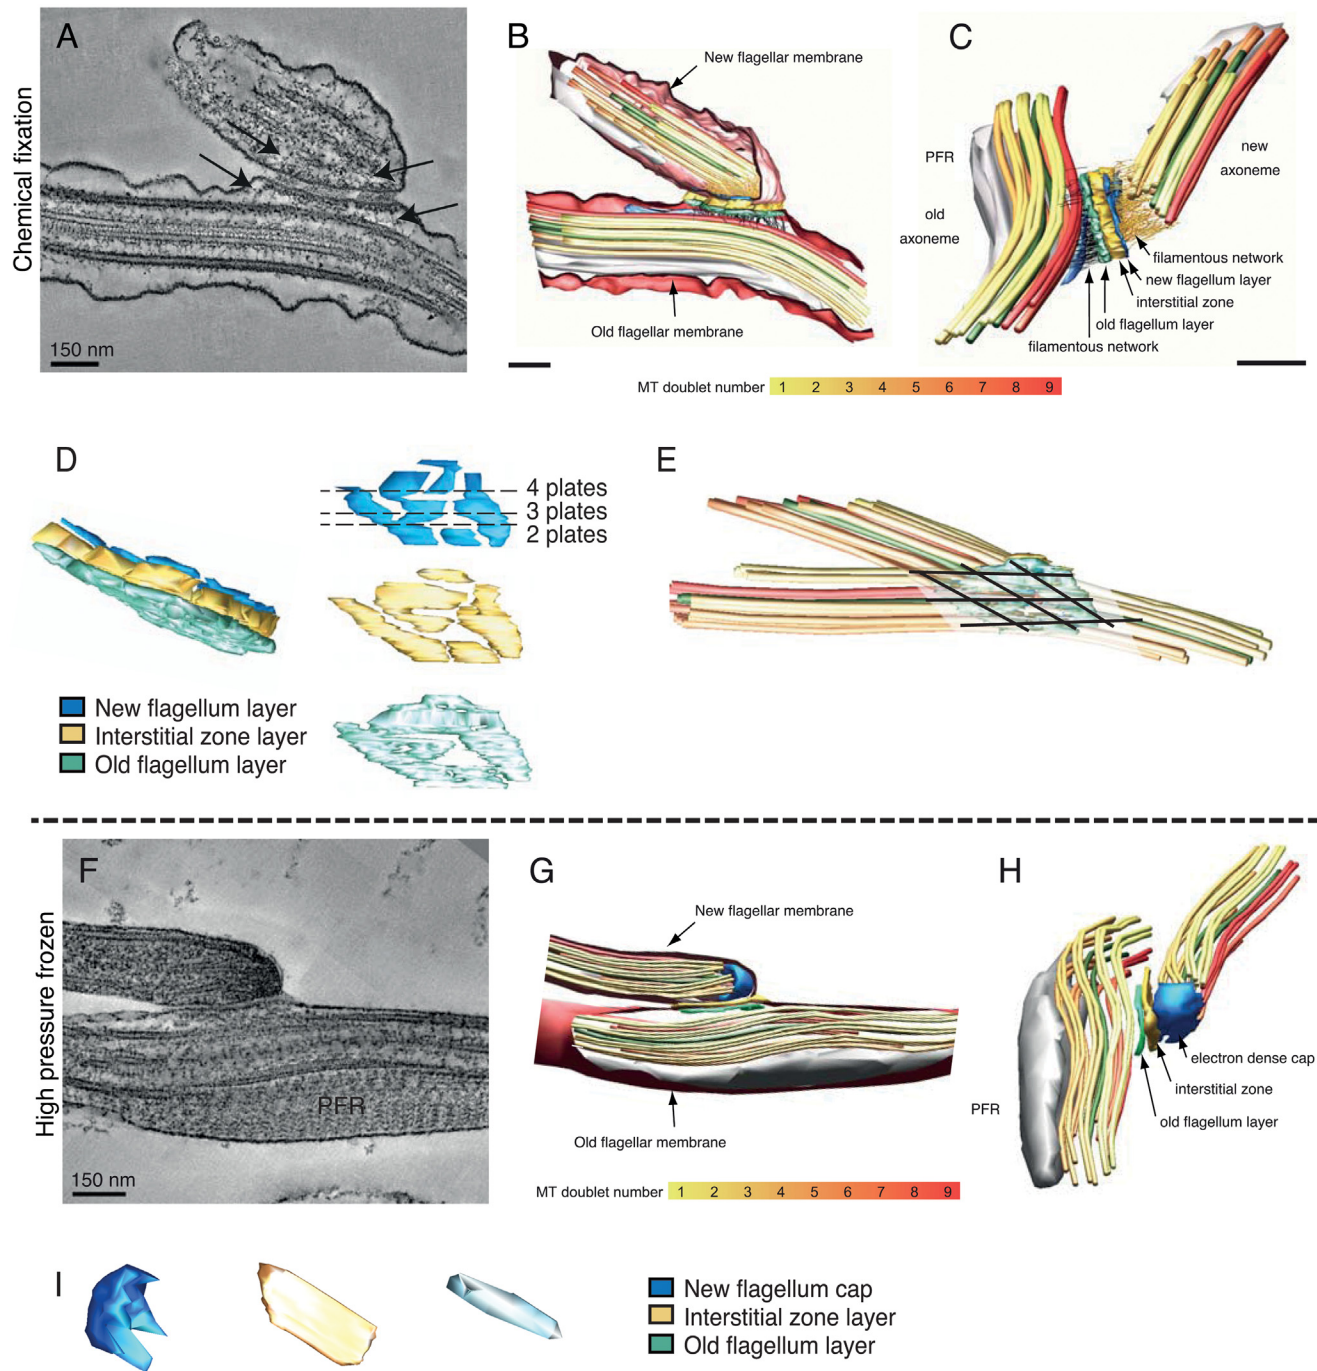 A
Chemical fixation
150 nm
B
New flagellar membrane
Old flagellar membrane
C
PFR
old
axoneme
new
axoneme
filamentous network
new flagellum layer
interstitial zone
old flagellum layer
filamentous network
MT doublet number 1 2 3 4 5 6 7 8 9
D
4 plates
3 plates
2 plates
New flagellum layer
Interstitial zone layer
Old flagellum layer
E
F
High pressure frozen
PFR
150 nm
G
New flagellar membrane
Old flagellar membrane
MT doublet number 1 2 3 4 5 6 7 8 9
H
PFR
electron dense cap
interstitial zone
old flagellum layer
I
New flagellum cap
Interstitial zone layer
Old flagellum layer